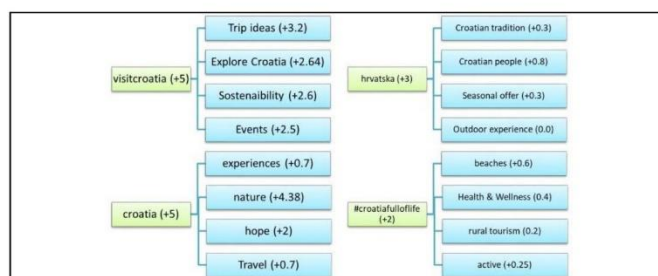 visitcroatia (+5)
Trip ideas (+3.2)
Explore Croatia (+2.64)
Sostenaibility (+2.6)
Events (+2.5)
croatia (+5)
experiences (+0.7)
nature (+4.38)
hope (+2)
Travel (+0.7)
hrvatska (+3)
Croatian tradition (+0.3)
Croatian people (+0.8)
Seasonal offer (+0.3)
Outdoor experience (0.0)
#croatiafulloflife
(+2)
beaches (+0.6)
Health & Wellness (0.4)
rural tourism (0.2)
active (+0.25)